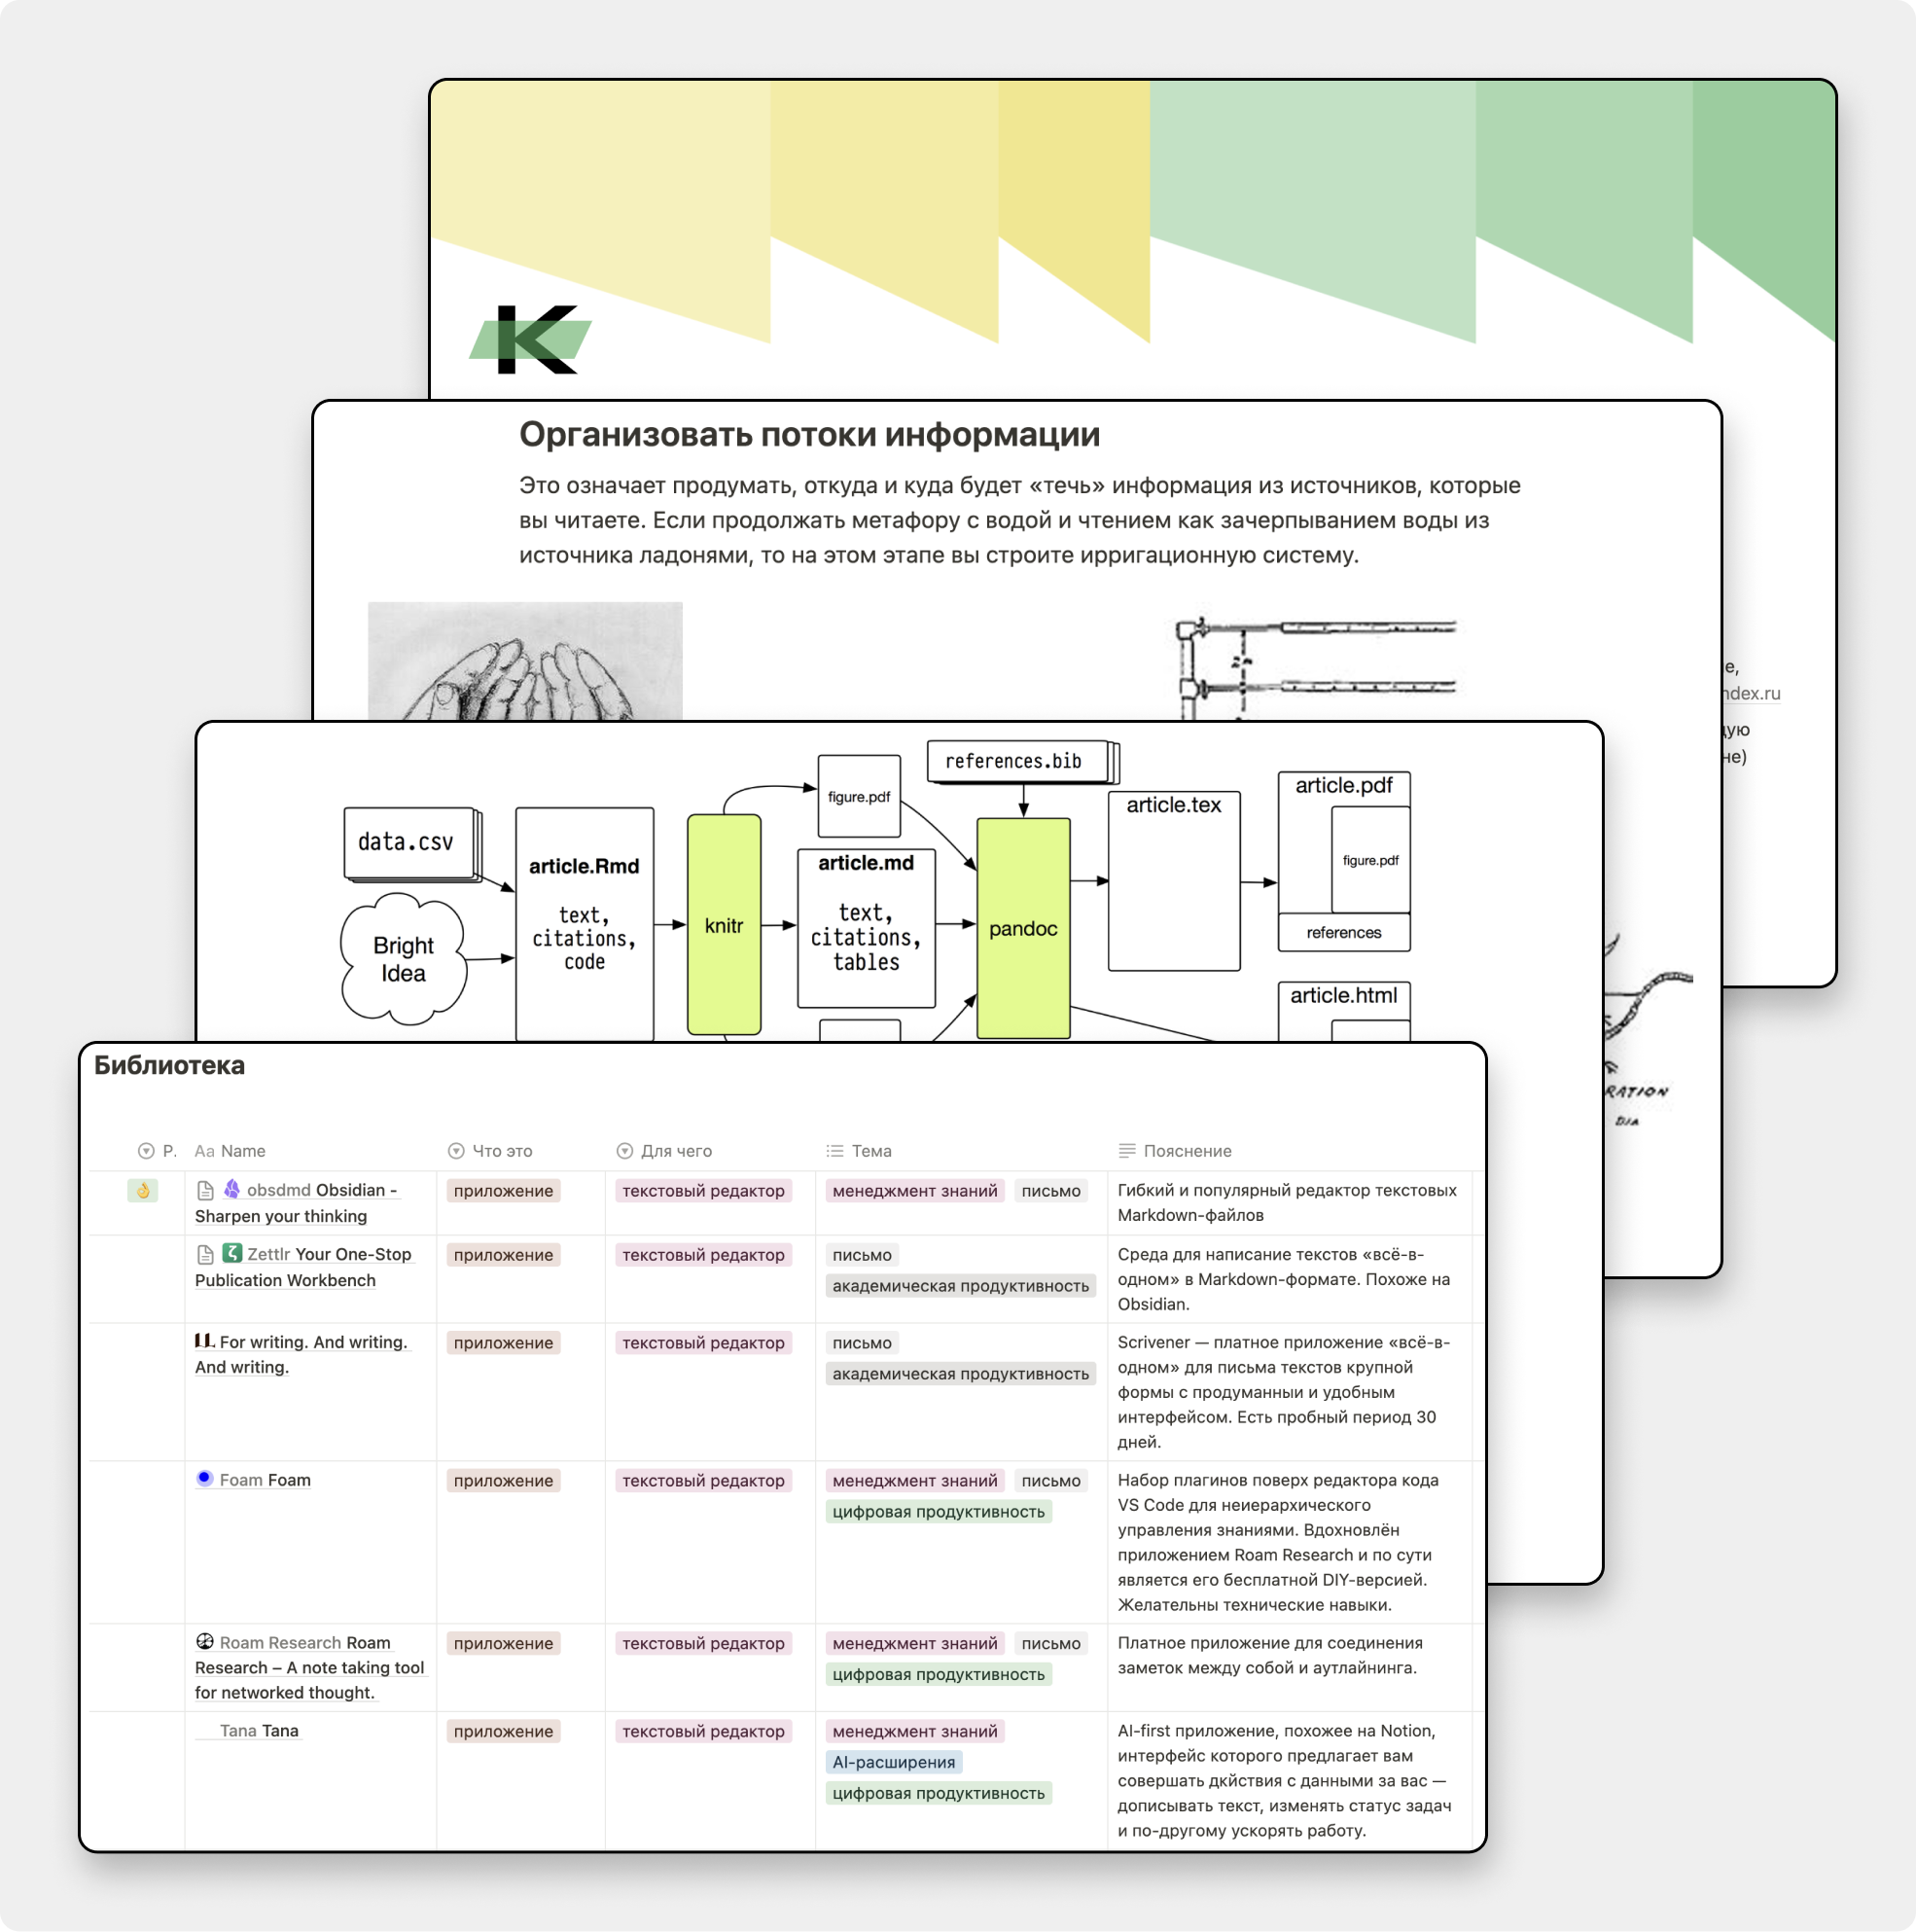 K
Организовать потоки информации
Это означает продумать, откуда и куда будет «течь» информация из источников, которые
вы читаете. Если продолжать метафору с водой и чтением как зачерпыванием воды из
источника ладонями, то на этом этапе вы строите ирригационную систему.
2m
е,
ndex.ru
не)
RATION
DIA
references.bib
figure.pdf
data.csv
article.Rmd
text,
citations,
code
Bright
Idea
knitr
article.md
text,
citations,
tables
pandoc
article.tex
article.pdf
figure.pdf
references
article.html
Библиотека
P. Aa Name Что это Для чего Тема Пояснение
obsdmd Obsidian -
Sharpen your thinking
приложение
текстовый редактор
менеджмент знаний письмо
Гибкий и популярный редактор текстовых
Markdown-файлов
Zettlr Your One-Stop
Publication Workbench
приложение
текстовый редактор
письмо
академическая продуктивность
Среда для написание текстов «всё-в-
одном» в Markdown-формате. Похоже на
Obsidian.
For writing. And writing.
And writing.
приложение
текстовый редактор
письмо
академическая продуктивность
Scrivener — платное приложение «всё-в-
одном» для письма текстов крупной
формы с продуманныи и удобным
интерфейсом. Есть пробный период 30
дней.
Foam Foam
приложение
текстовый редактор
менеджмент знаний письмо
цифровая продуктивность
Набор плагинов поверх редактора кода
VS Code для неиерархического
управления знаниями. Вдохновлён
приложением Roam Research и по сути
является его бесплатной DIY-версией.
Желательны технические навыки.
Roam Research Roam
Research – A note taking tool
for networked thought.
приложение
текстовый редактор
менеджмент знаний письмо
цифровая продуктивность
Платное приложение для соединения
заметок между собой и аутлайнинга.
Tana Tana
приложение
текстовый редактор
менеджмент знаний
AI-расширения
цифровая продуктивность
AI-first приложение, похожее на Notion,
интерфейс которого предлагает вам
совершать дкйствия с данными за вас —
дописывать текст, изменять статус задач
и по-другому ускорять работу.